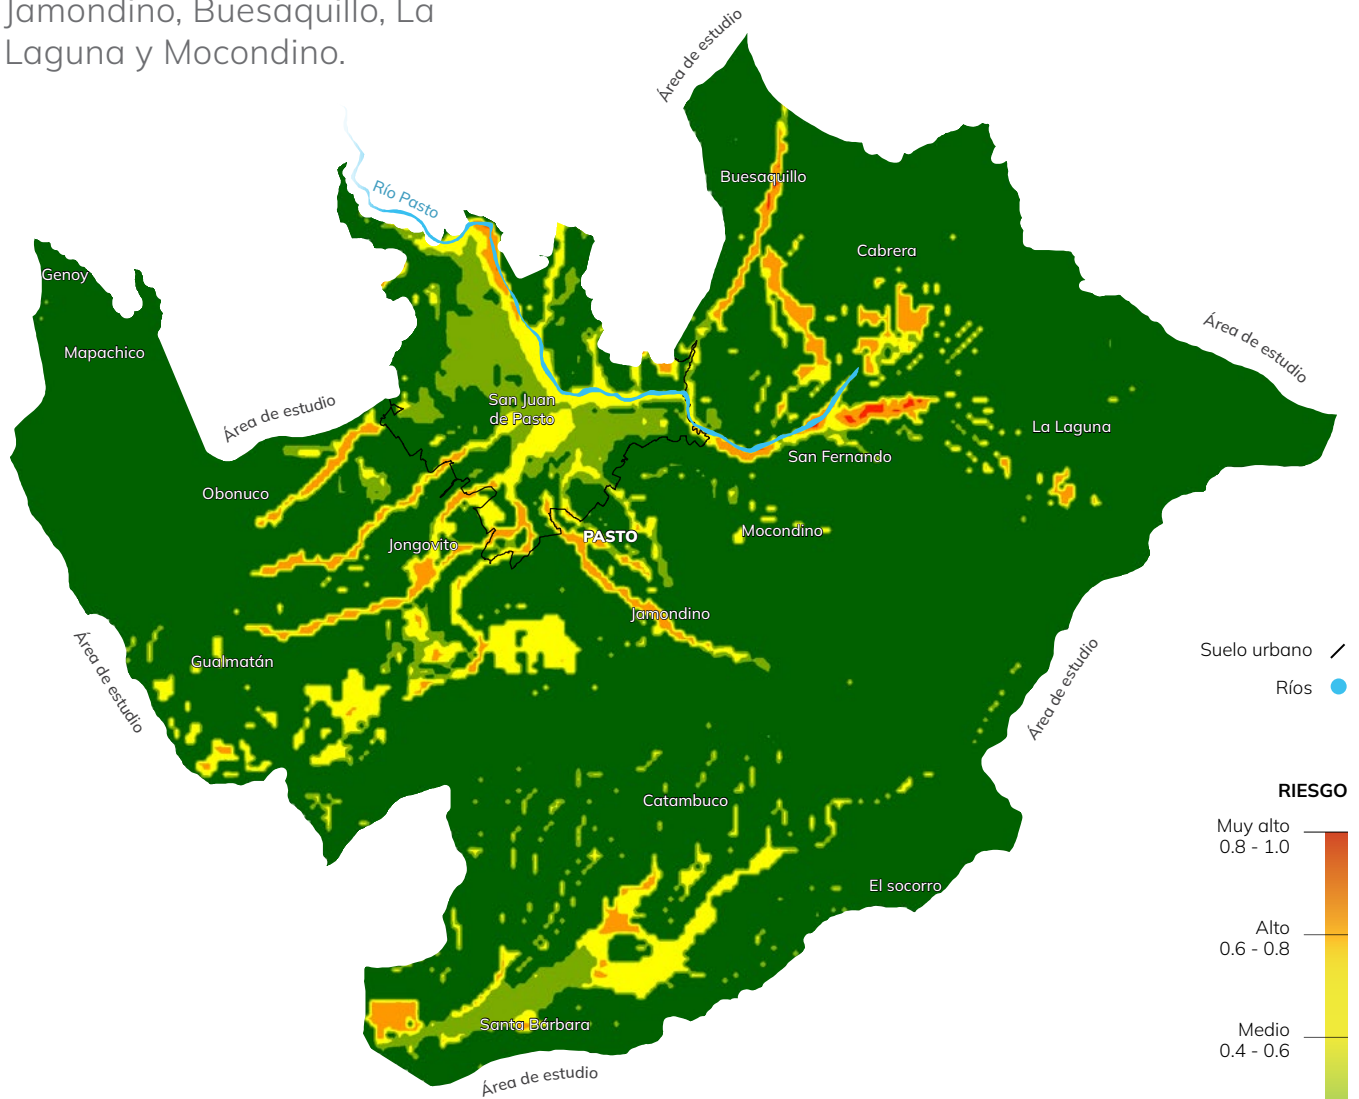 Jamondino, Buesaquillo, La
Laguna y Mocondino.
Área de estudio
Buesaquillo
Río Pasto
Cabrera
Genoy
Mapachico
Área de estudio
Área de estudio
San Juan
de Pasto
La Laguna
San Fernando
Obonuco
Mocondino
PASTO
Jongovito
Jamondino
Gualmatán
Área de estudio
Área de estudio
Suelo urbano
Ríos
Catambuco
El socorro
Santa Bárbara
Área de estudio
RIESGO
Muy alto
0.8 - 1.0
Alto
0.6 - 0.8
Medio
0.4 - 0.6